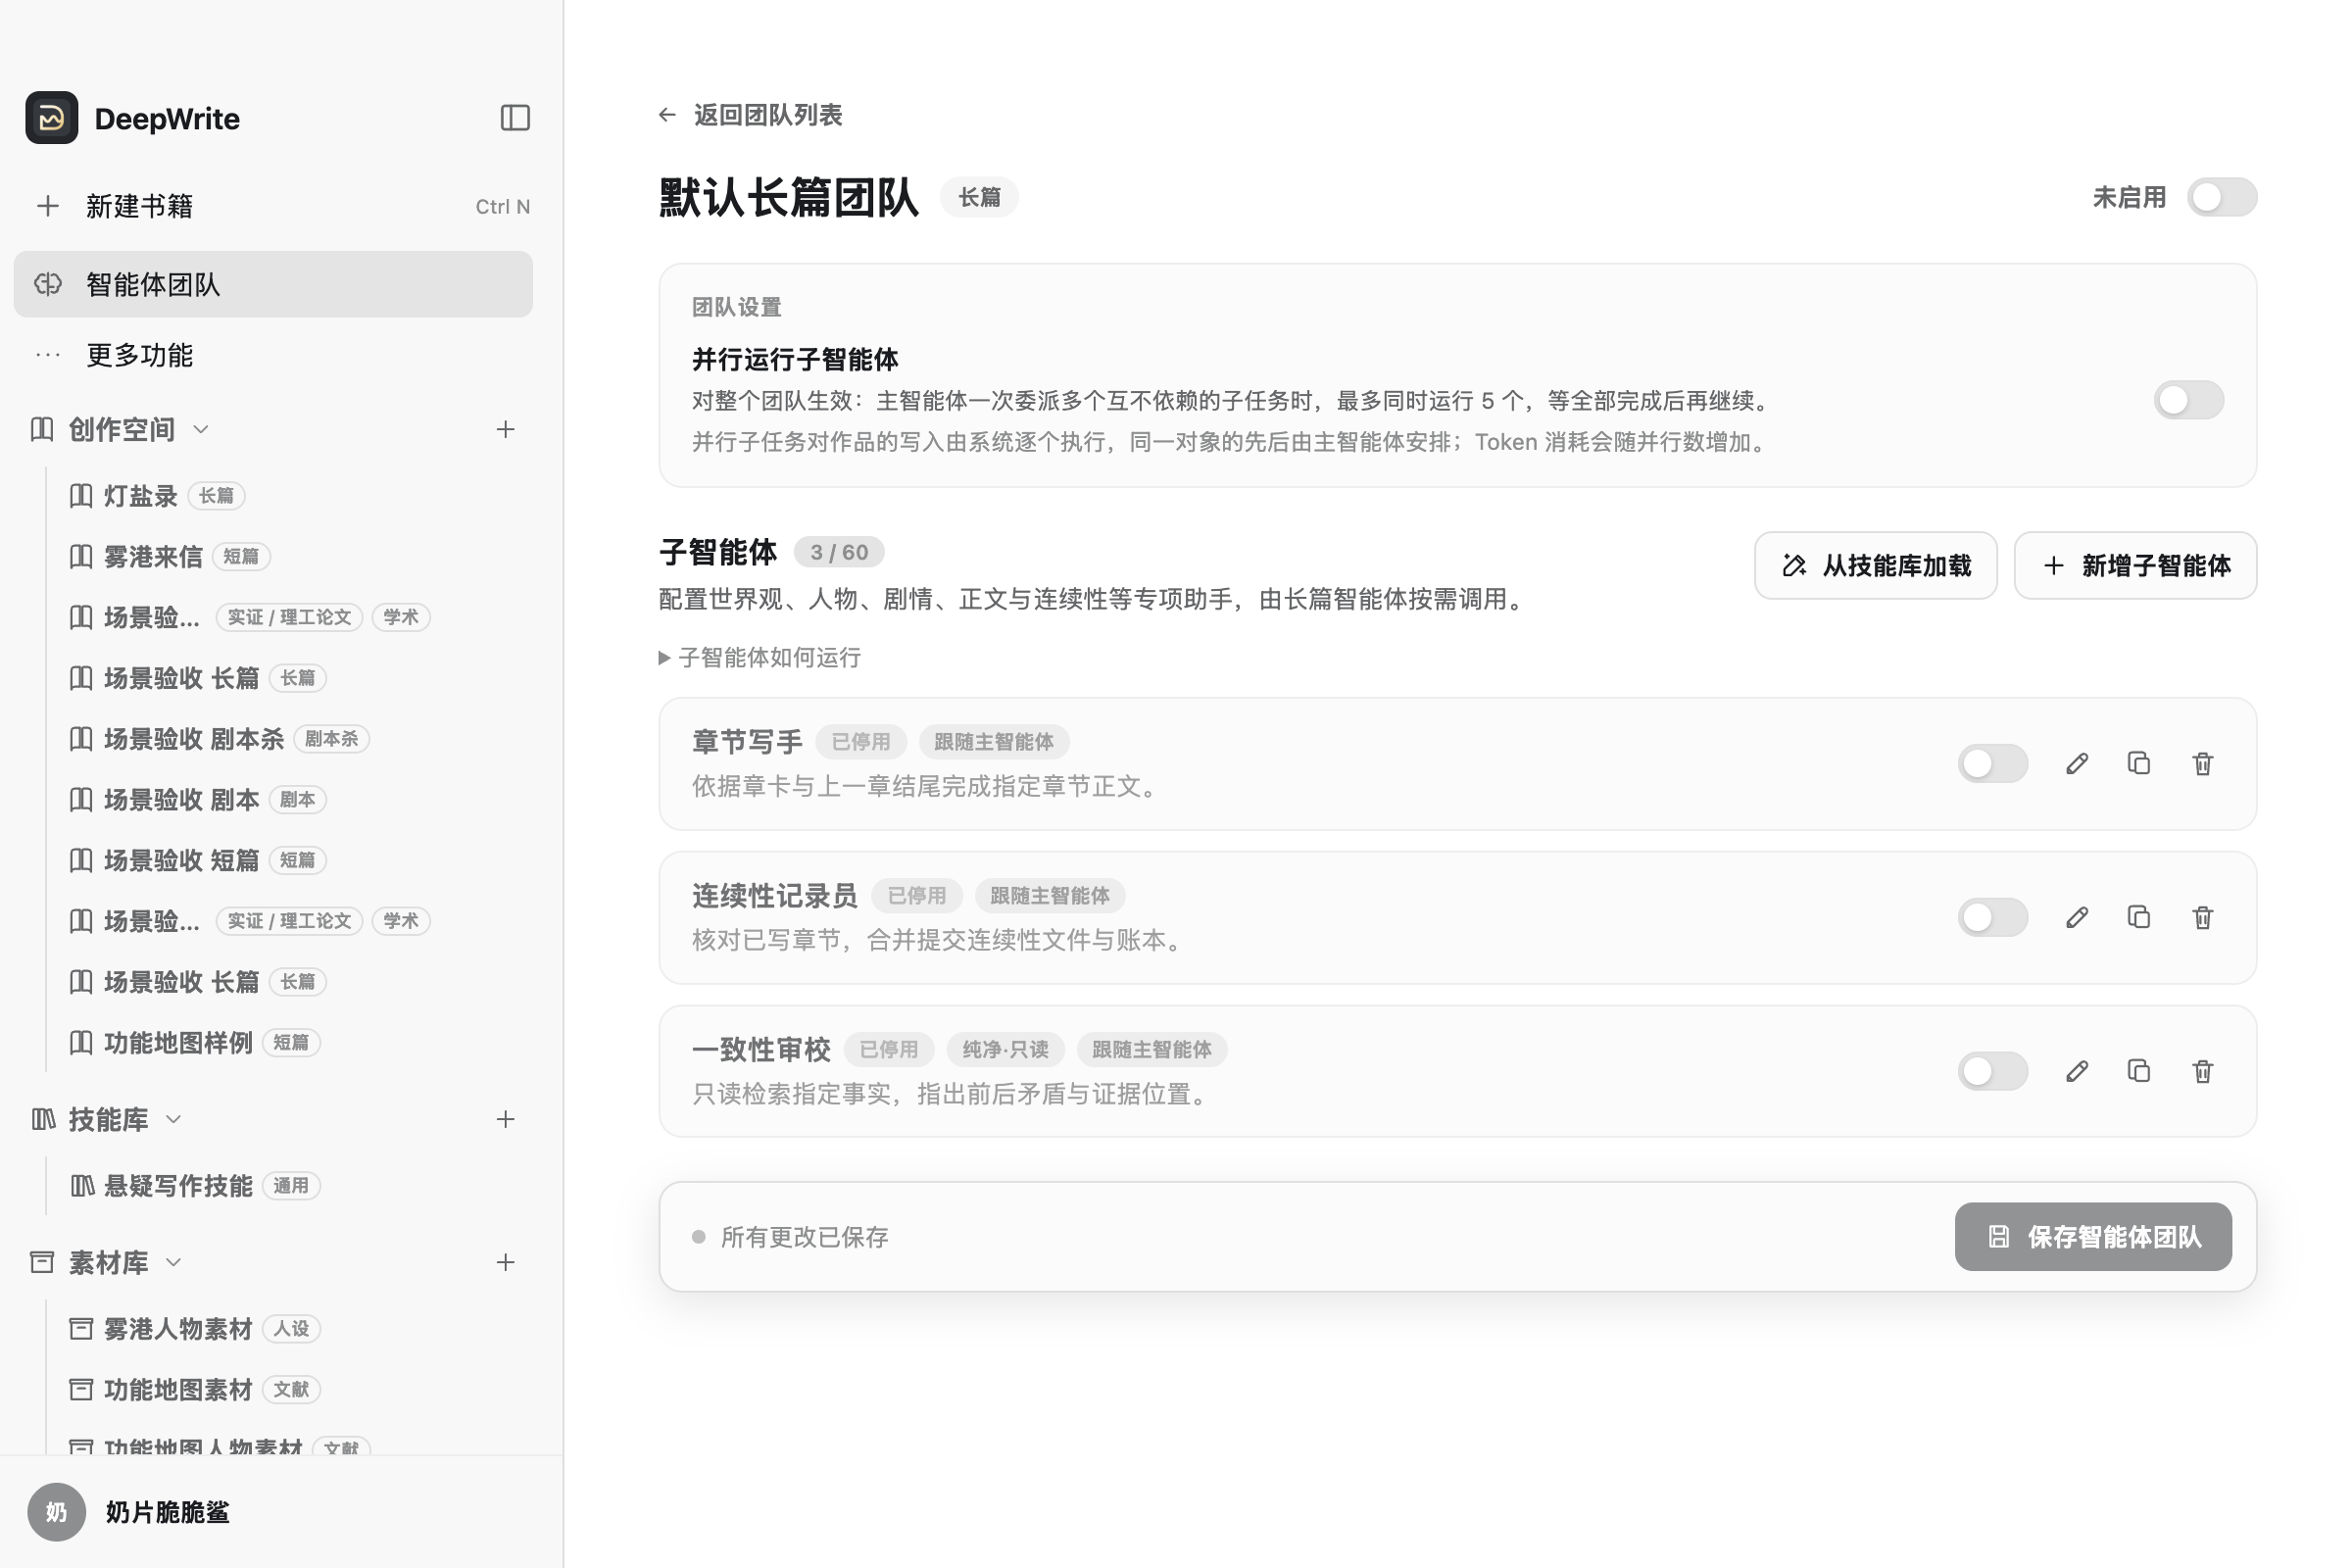 DeepWrite
新建书籍 Ctrl N
智能体团队
更多功能
创作空间
灯盐录 长篇
雾港来信 短篇
场景验... 实证 / 理工论文 学术
场景验收 长篇 长篇
场景验收 剧本杀 剧本杀
场景验收 剧本 剧本
场景验收 短篇 短篇
场景验... 实证 / 理工论文 学术
场景验收 长篇 长篇
功能地图样例 短篇
技能库
悬疑写作技能 通用
素材库
雾港人物素材 人设
功能地图素材 文献
功能地图人物素材 文献
奶 奶片脆脆鲨
返回团队列表
默认长篇团队 长篇
未启用
团队设置
并行运行子智能体
对整个团队生效：主智能体一次委派多个互不依赖的子任务时，最多同时运行 5 个，等全部完成后再继续。
并行子任务对作品的写入由系统逐个执行，同一对象的先后由主智能体安排；Token 消耗会随并行数增加。
子智能体 3 / 60
配置世界观、人物、剧情、正文与连续性等专项助手，由长篇智能体按需调用。
从技能库加载
新增子智能体
子智能体如何运行
章节写手 已停用 跟随主智能体
依据章卡与上一章结尾完成指定章节正文。
连续性记录员 已停用 跟随主智能体
核对已写章节，合并提交连续性文件与账本。
一致性审校 已停用 纯净·只读 跟随主智能体
只读检索指定事实，指出前后矛盾与证据位置。
所有更改已保存
保存智能体团队